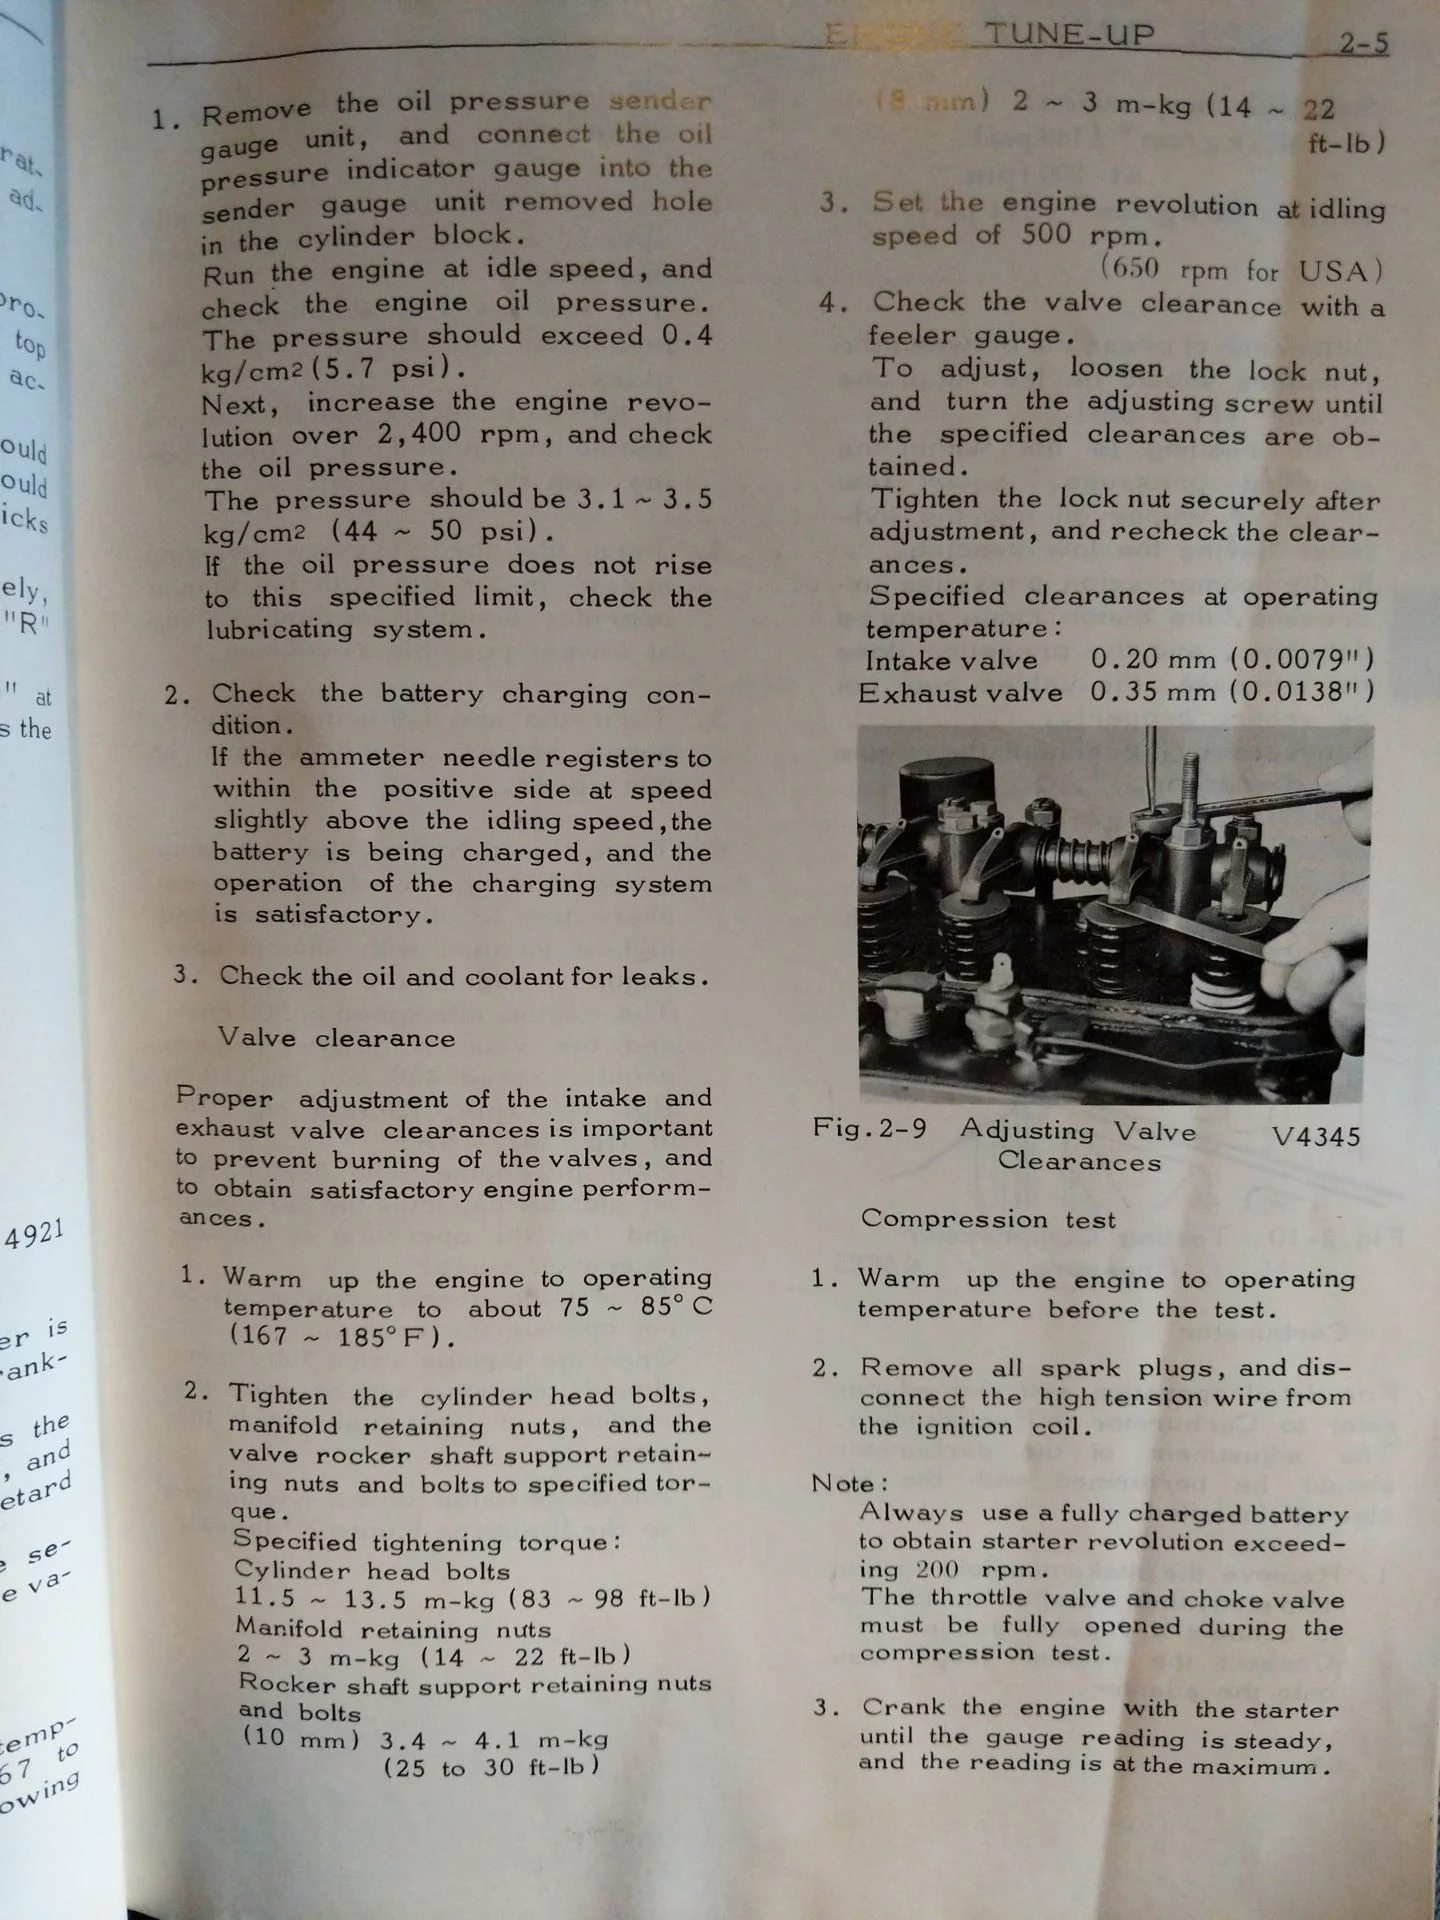 ENGINE TUNE-UP 2-5
1. Remove the oil pressure sender
gauge unit, and connect the oil
pressure indicator gauge into the
sender gauge unit removed hole
in the cylinder block.
Run the engine at idle speed, and
check the engine oil pressure.
The pressure should exceed 0.4
kg/cm2 (5.7 psi).
Next, increase the engine revo-
lution over 2,400 rpm, and check
the oil pressure.
The pressure should be 3.1 ~ 3.5
kg/cm2 (44 ~ 50 psi).
If the oil pressure does not rise
to this specified limit, check the
lubricating system.
2. Check the battery charging con-
dition.
If the ammeter needle registers to
within the positive side at speed
slightly above the idling speed,the
battery is being charged, and the
operation of the charging system
is satisfactory.
3. Check the oil and coolant for leaks.
Valve clearance
Proper adjustment of the intake and
exhaust valve clearances is important
to prevent burning of the valves, and
to obtain satisfactory engine perform-
ances.
1. Warm up the engine to operating
temperature to about 75 ~ 85°C
(167 ~ 185°F).
2. Tighten the cylinder head bolts,
manifold retaining nuts, and the
valve rocker shaft support retain-
ing nuts and bolts to specified tor-
que.
Specified tightening torque:
Cylinder head bolts
11.5 ~ 13.5 m-kg (83 ~ 98 ft-lb)
Manifold retaining nuts
2 ~ 3 m-kg (14 ~ 22 ft-lb)
Rocker shaft support retaining nuts
and bolts
(10 mm) 3.4 ~ 4.1 m-kg
(25 to 30 ft-lb)
(8 mm) 2 ~ 3 m-kg (14 ~ 22
ft-lb)
3. Set the engine revolution at idling
speed of 500 rpm.
(650 rpm for USA)
4. Check the valve clearance with a
feeler gauge.
To adjust, loosen the lock nut,
and turn the adjusting screw until
the specified clearances are ob-
tained.
Tighten the lock nut securely after
adjustment, and recheck the clear-
ances.
Specified clearances at operating
temperature:
Intake valve 0.20 mm (0.0079")
Exhaust valve 0.35 mm (0.0138")
Fig.2-9 Adjusting Valve V4345
Clearances
Compression test
1. Warm up the engine to operating
temperature before the test.
2. Remove all spark plugs, and dis-
connect the high tension wire from
the ignition coil.
Note:
Always use a fully charged battery
to obtain starter revolution exceed-
ing 200 rpm.
The throttle valve and choke valve
must be fully opened during the
compression test.
3. Crank the engine with the starter
until the gauge reading is steady,
and the reading is at the maximum.